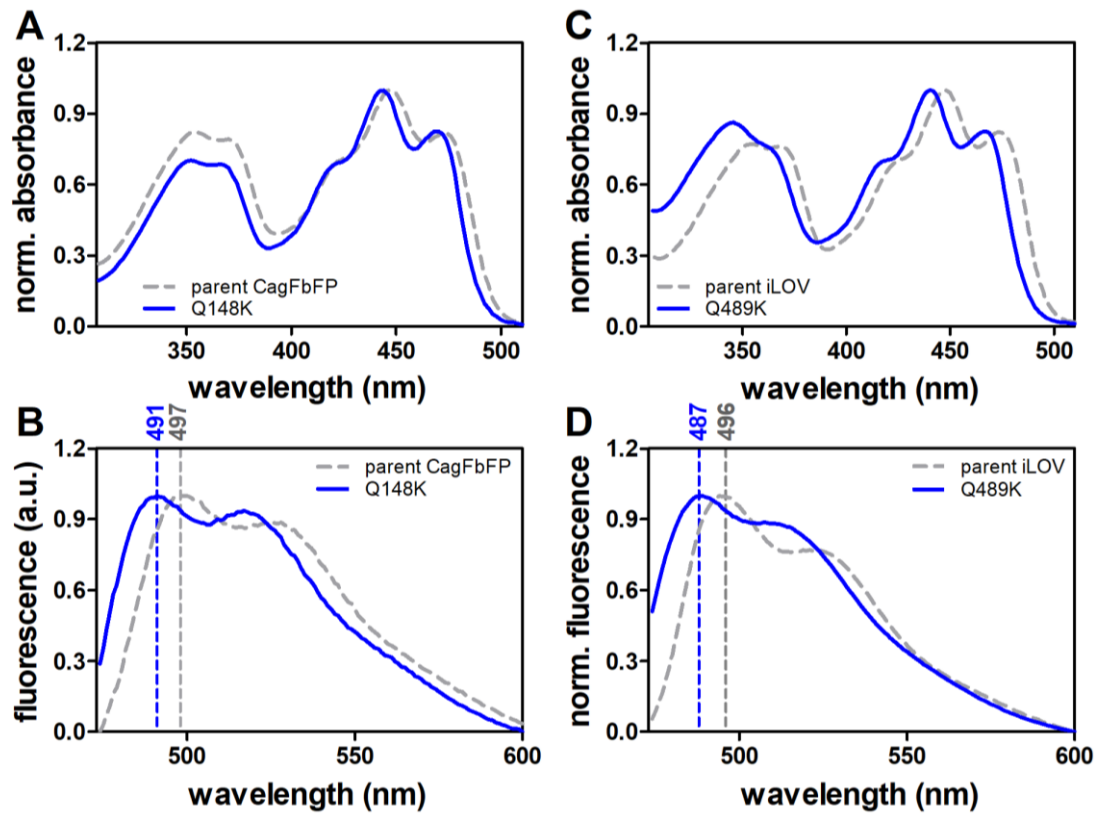 A
norm. absorbance
1.2
0.9
0.6
0.3
0.0
parent CagFbFP
Q148K
350
400
450
500
wavelength (nm)
C
norm. absorbance
1.2
0.9
0.6
0.3
0.0
parent iLOV
Q489K
350
400
450
500
wavelength (nm)
B
491
497
fluorescence (a.u.)
1.2
0.9
0.6
0.3
0.0
parent CagFbFP
Q148K
500
550
600
wavelength (nm)
D
487
496
norm. fluorescence
1.2
0.9
0.6
0.3
0.0
parent iLOV
Q489K
500
550
600
wavelength (nm)